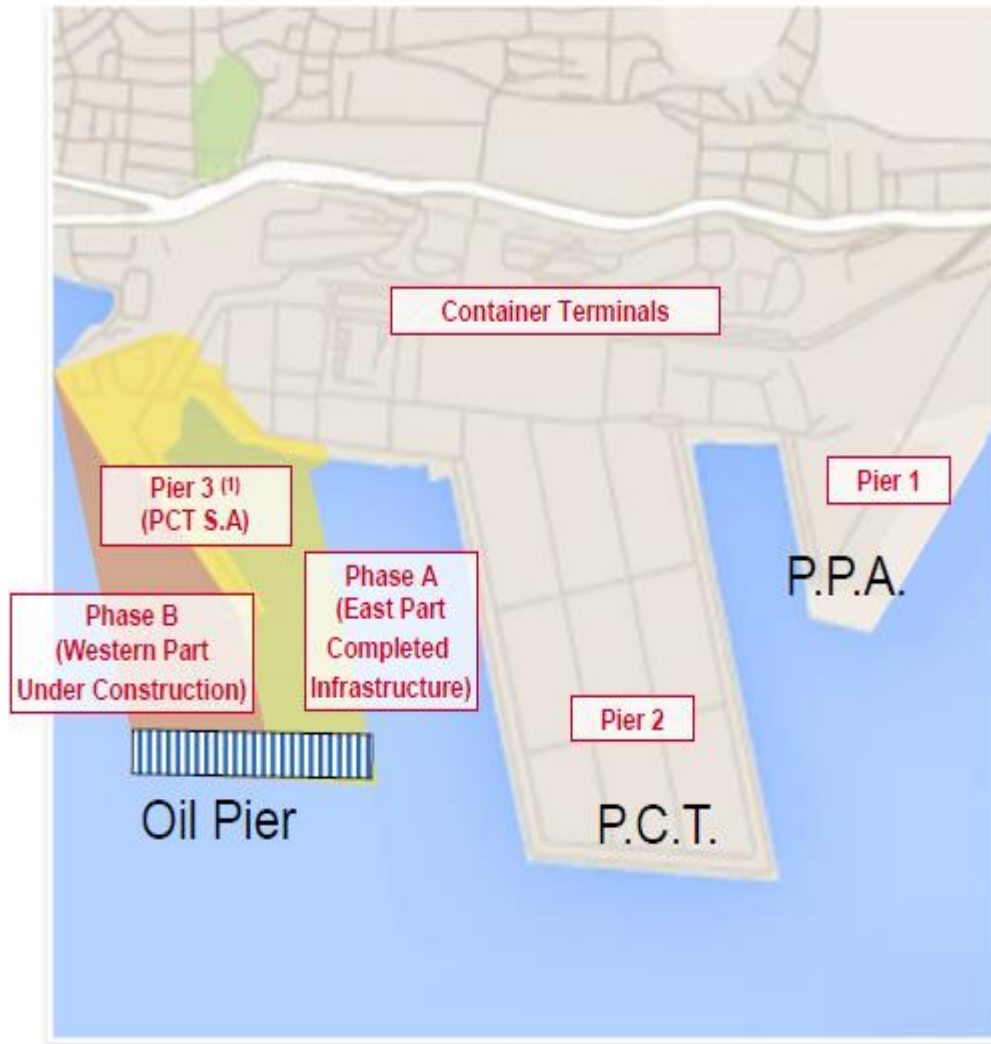 Container Terminals
Pier 1
Pier 3 (1)
(PCT S.A)
P.P.A.
Phase A
(East Part
Completed
Infrastructure)
Phase B
(Western Part
Under Construction)
Pier 2
Oil Pier
P.C.T.